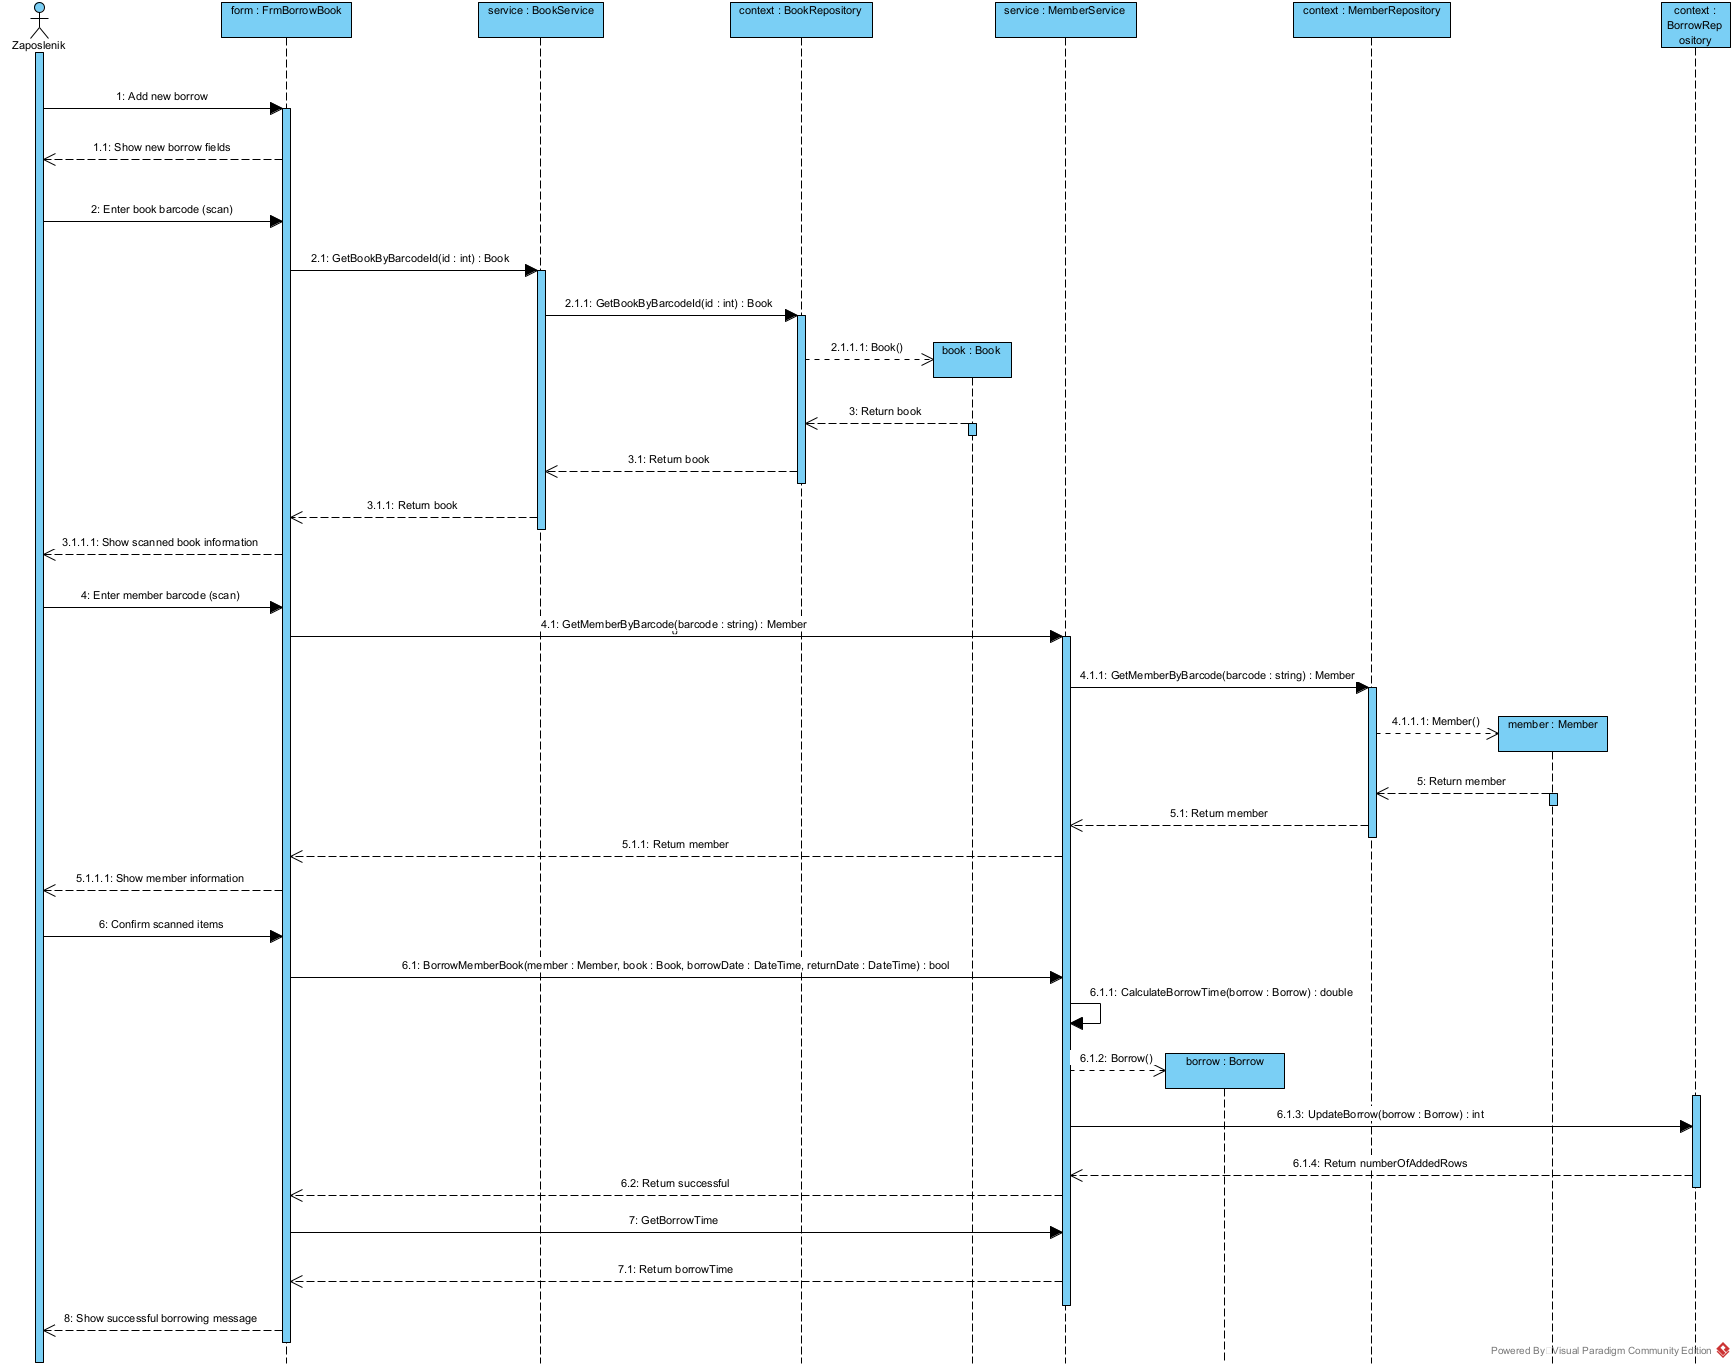 Zaposlenik
form : FrmBorrowBook
service : BookService
context : BookRepository
service : MemberService
context : MemberRepository
context :
BorrowRep
ository
1: Add new borrow
1.1: Show new borrow fields
2: Enter book barcode (scan)
2.1: GetBookByBarcodeId(id : int) : Book
2.1.1: GetBookByBarcodeId(id : int) : Book
2.1.1.1: Book()
book : Book
3: Return book
3.1: Return book
3.1.1: Return book
3.1.1.1: Show scanned book information
4: Enter member barcode (scan)
4.1: GetMemberByBarcode(barcode : string) : Member
4.1.1: GetMemberByBarcode(barcode : string) : Member
4.1.1.1: Member()
member : Member
5: Return member
5.1: Return member
5.1.1: Return member
5.1.1.1: Show member information
6: Confirm scanned items
6.1: BorrowMemberBook(member : Member, book : Book, borrowDate : DateTime, returnDate : DateTime) : bool
6.1.1: CalculateBorrowTime(borrow : Borrow) : double
6.1.2: Borrow()
borrow : Borrow
6.1.3: UpdateBorrow(borrow : Borrow) : int
6.1.4: Return numberOfAddedRows
6.2: Return successful
7: GetBorrowTime
7.1: Return borrowTime
8: Show successful borrowing message
Powered By Visual Paradigm Community Edition